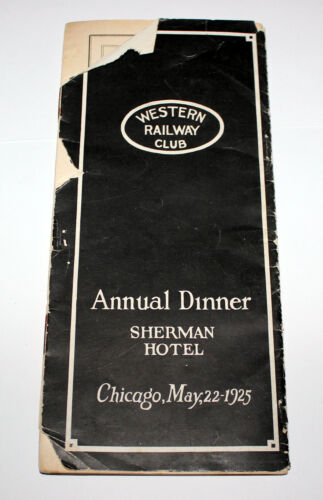 WESTERN
RAILWAY
CLUB
Annual Dinner
SHERMAN
HOTEL
Chicago, May, 22-1925